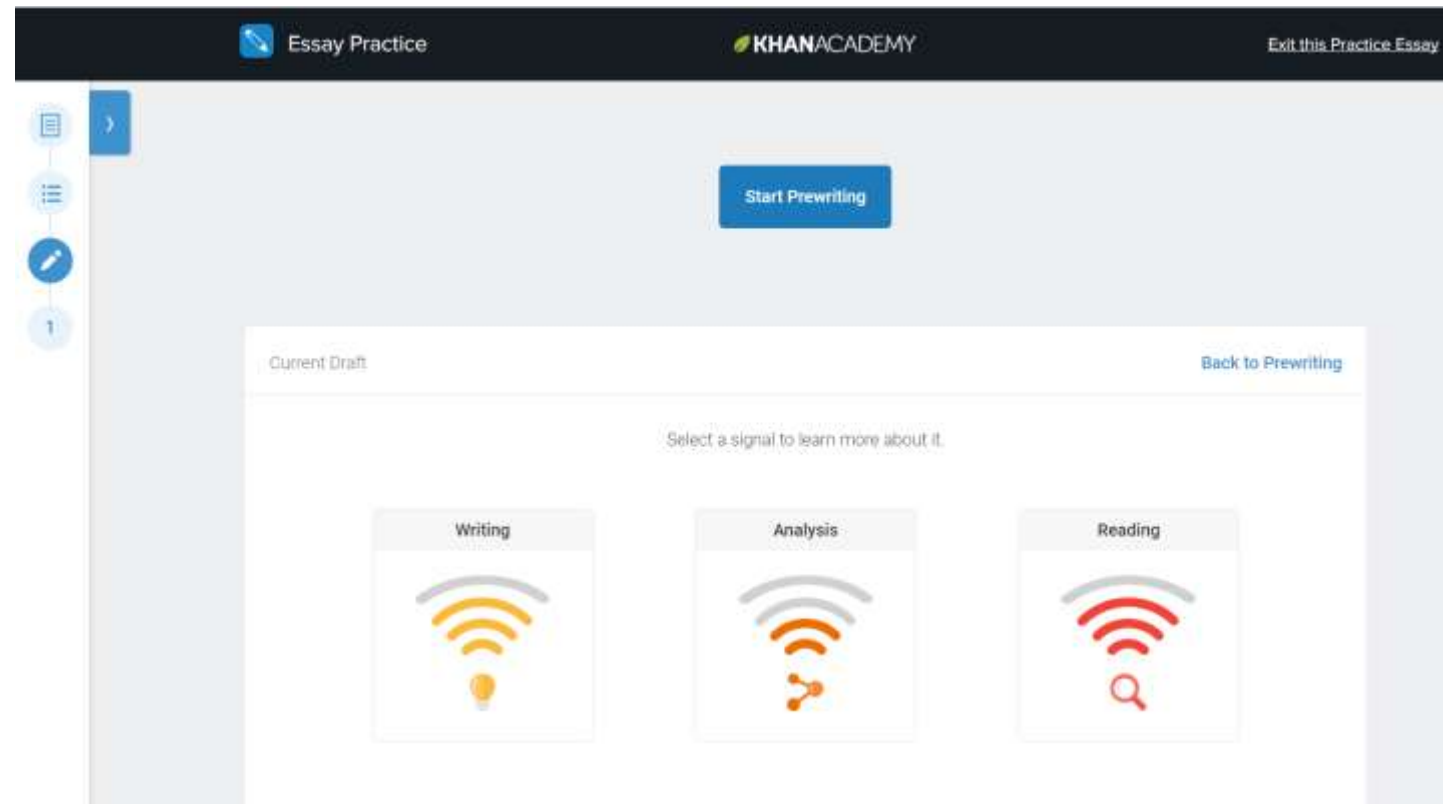 Essay Practice
KHANACADEMY
Exit this Practice Essay
Start Prewriting
1
Current Draft
Back to Prewriting
Select a signal to learn more about it.
Writing
Analysis
Reading